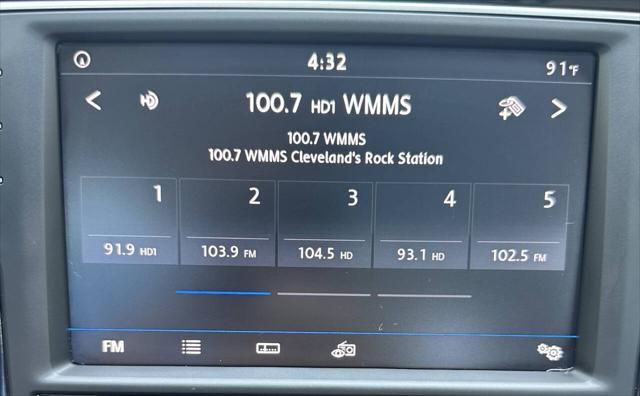 4:32
91°F
100.7 HD1 WMMS
100.7 WMMS
100.7 WMMS Cleveland's Rock Station
1 2 3 4 5
91.9 HD1 103.9 FM 104.5 HD 93.1 HD 102.5 FM
FM